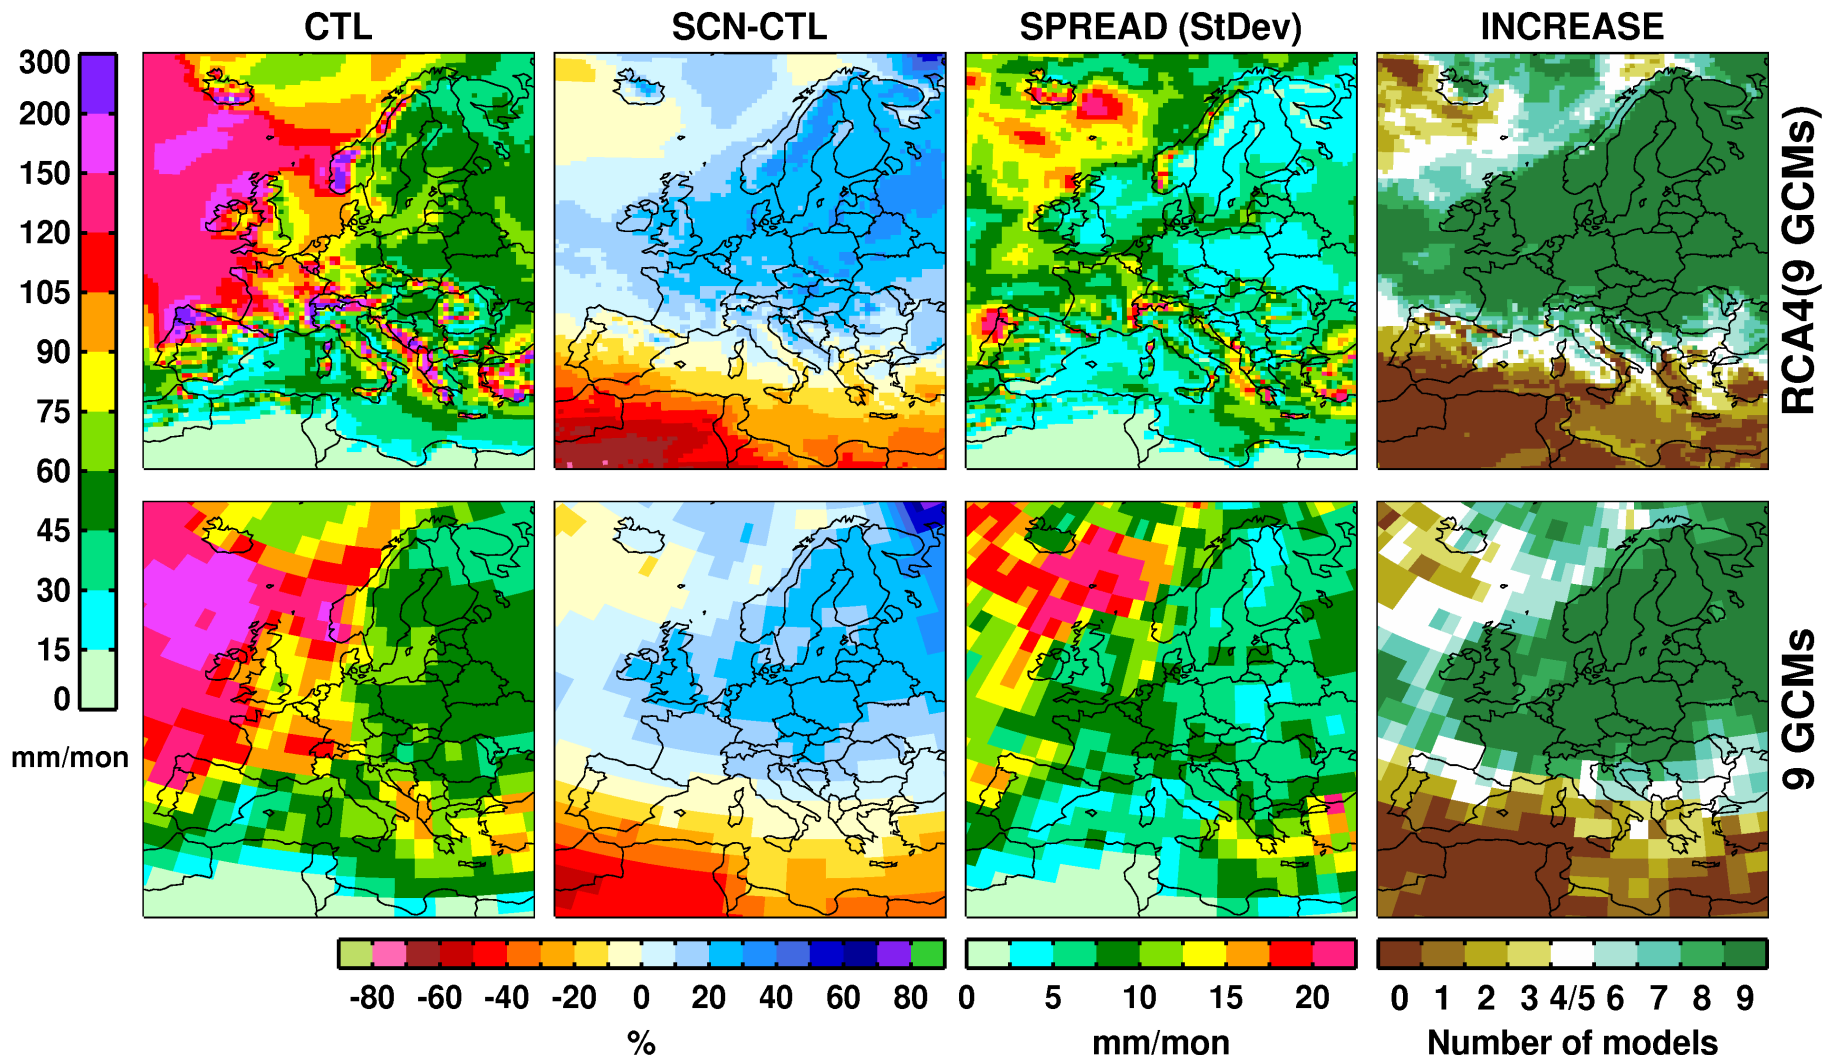 CTL SCN-CTL SPREAD (StDev) INCREASE
300
200
150
120
105
90
75
60
45
30
15
0
mm/mon
RCA4(9 GCMs)
9 GCMs
-80 -60 -40 -20 0 20 40 60 80
%
0 5 10 15 20
mm/mon
0 1 2 3 4/5 6 7 8 9
Number of models